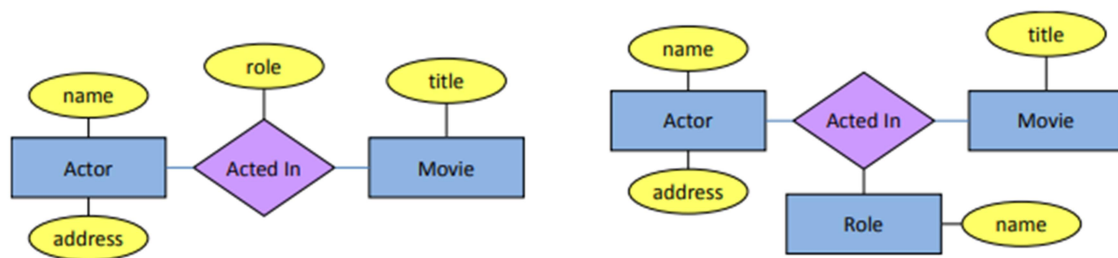 role
name
title
Actor
Acted In
Movie
address
name
title
Actor
Acted In
Movie
address
Role
name